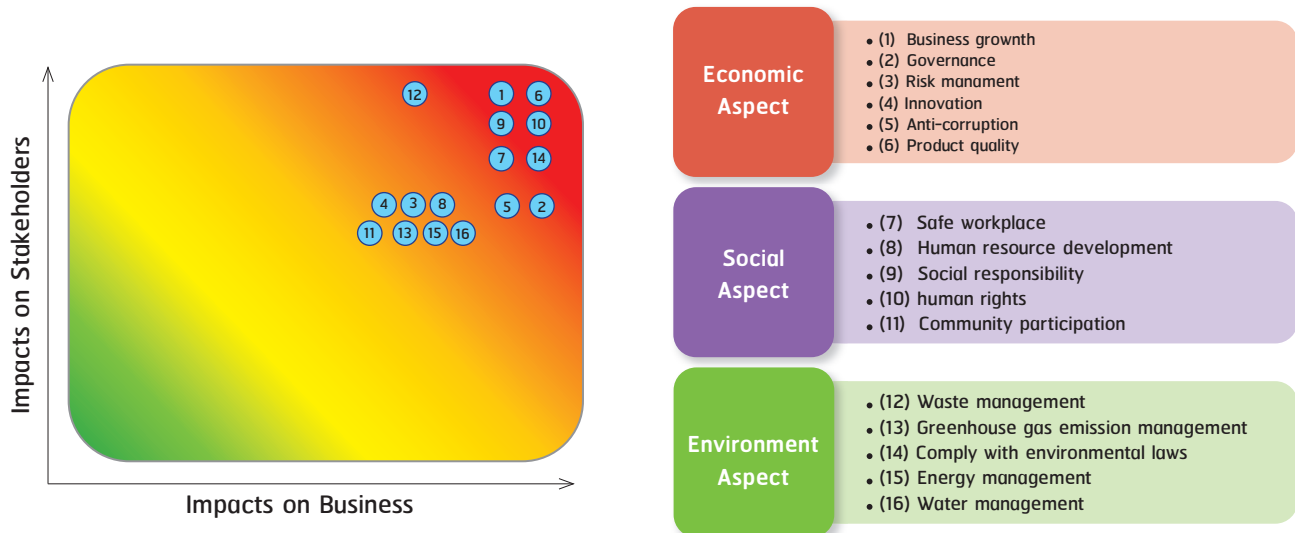 Impacts on Stakeholders
12 1 6
9 10
7 14
4 3 8 5 2
11 13 15 16
Impacts on Business
Economic
Aspect
• (1) Business growth
• (2) Governance
• (3) Risk manament
• (4) Innovation
• (5) Anti-corruption
• (6) Product quality
Social
Aspect
• (7) Safe workplace
• (8) Human resource development
• (9) Social responsibility
• (10) human rights
• (11) Community participation
Environment
Aspect
• (12) Waste management
• (13) Greenhouse gas emission management
• (14) Comply with environmental laws
• (15) Energy management
• (16) Water management